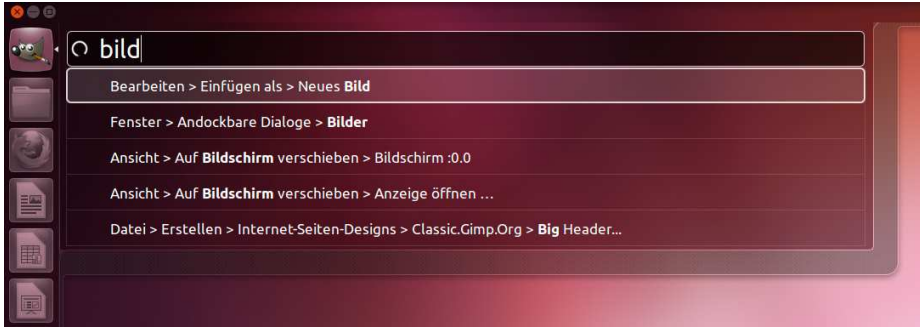 bild
Bearbeiten > Einfügen als > Neues Bild
Fenster > Andockbare Dialoge > Bilder
Ansicht > Auf Bildschirm verschieben > Bildschirm :0.0
Ansicht > Auf Bildschirm verschieben > Anzeige öffnen …
Datei > Erstellen > Internet-Seiten-Designs > Classic.Gimp.Org > Big Header...